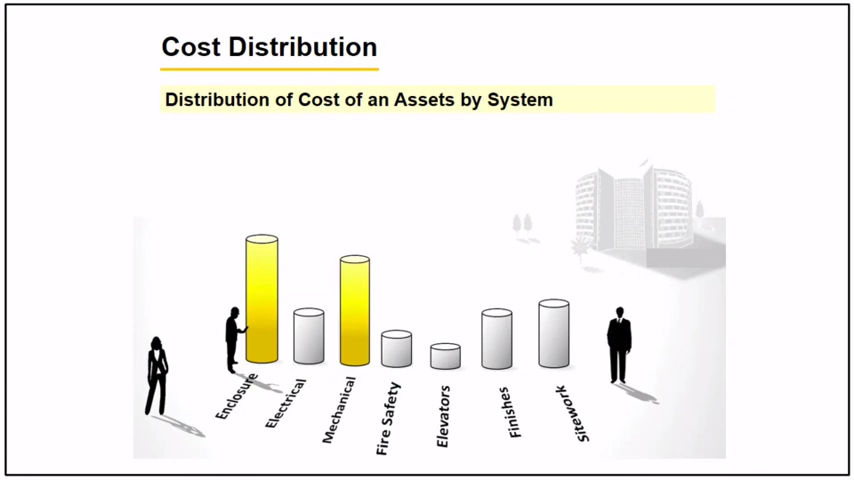 Cost Distribution
Distribution of Cost of an Assets by System
Enclosure
Electrical
Mechanical
Fire Safety
Elevators
Finishes
Sitework